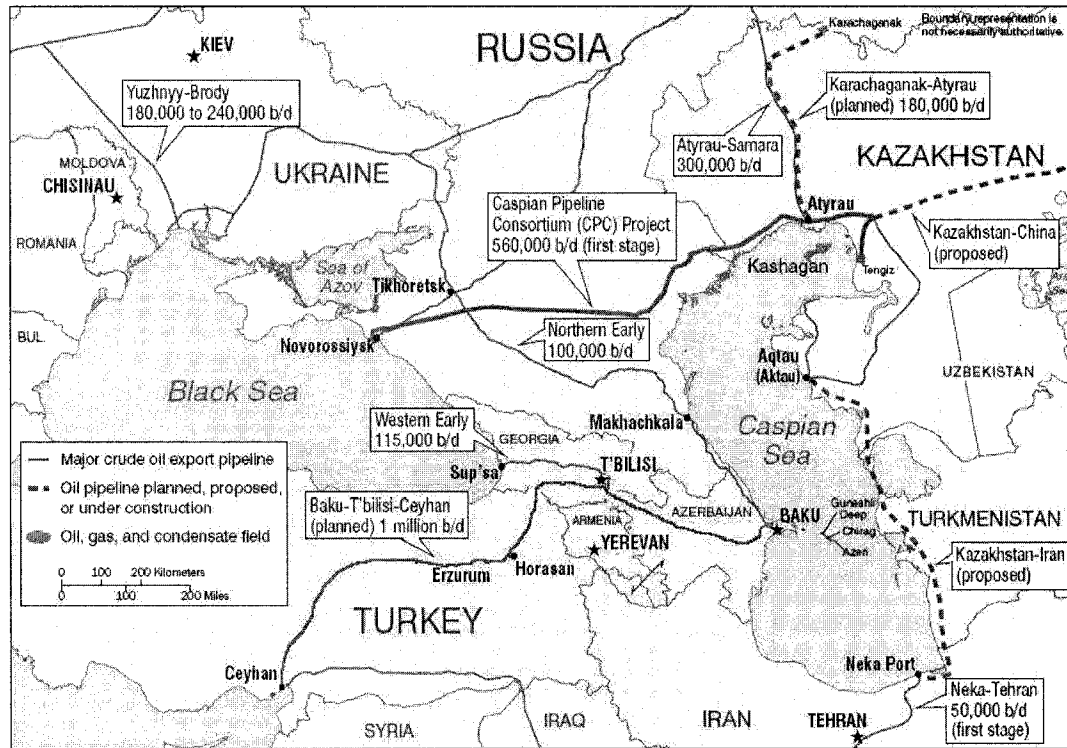 KIEV
RUSSIA
Karachaganak
Boundary representation is
not necessarily authoritative.
Yuzhnyy-Brody
180,000 to 240,000 b/d
Karachaganak-Atyrau
(planned) 180,000 b/d
Atyrau-Samara
300,000 b/d
MOLDOVA
CHISINAU
UKRAINE
KAZAKHSTAN
Caspian Pipeline
Consortium (CPC) Project
560,000 b/d (first stage)
Atyrau
ROMANIA
Kazakhstan-China
(proposed)
Sea of
Azov
Tikhoretsk
Kashagan
Tengiz
Northern Early
100,000 b/d
BUL.
Novorossiysk
Aqtau
(Aktau)
UZBEKISTAN
Black Sea
Western Early
115,000 b/d
Makhachkala
Caspian
Sea
GEORGIA
Major crude oil export pipeline
Oil pipeline planned, proposed,
or under construction
Oil, gas, and condensate field
Sup'sa
T'BILISI
Baku-T'bilisi-Ceyhan
(planned) 1 million b/d
ARMENIA
AZERBAIJAN
BAKU
Gunashli
Deep
Chirag
Azeri
TURKMENISTAN
YEREVAN
Kazakhstan-Iran
(proposed)
Erzurum
Horasan
0 100 200 Kilometers
0 100 200 Miles
TURKEY
Ceyhan
Neka Port
Neka-Tehran
50,000 b/d
(first stage)
SYRIA
IRAQ
IRAN
TEHRAN